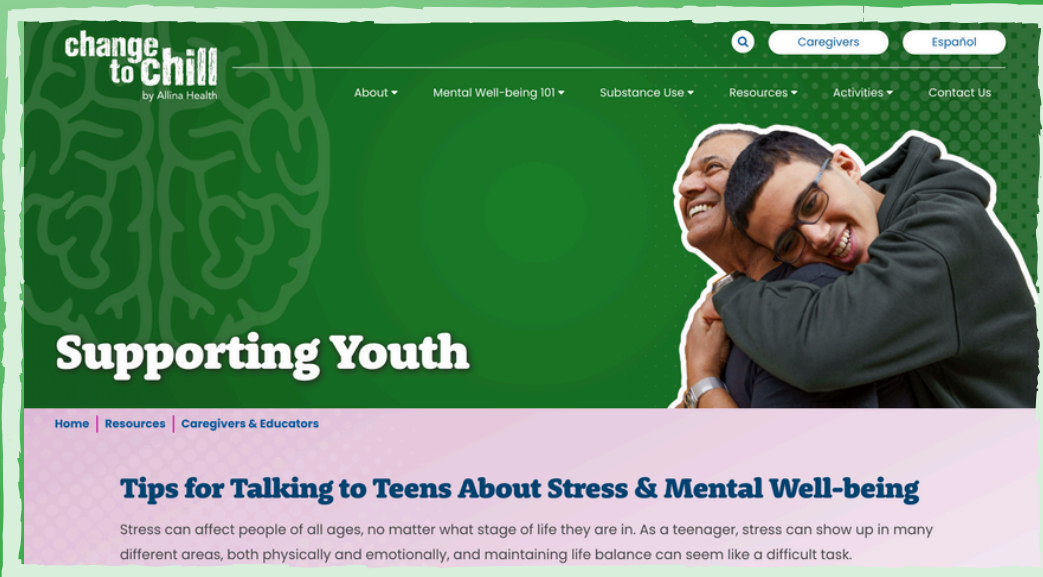 change
to chill
by Allina Health
Caregivers
Español
About
Mental Well-being 101
Substance Use
Resources
Activities
Contact Us
Supporting Youth
Home
Resources
Caregivers & Educators
Tips for Talking to Teens About Stress & Mental Well-being
Stress can affect people of all ages, no matter what stage of life they are in. As a teenager, stress can show up in many
different areas, both physically and emotionally, and maintaining life balance can seem like a difficult task.